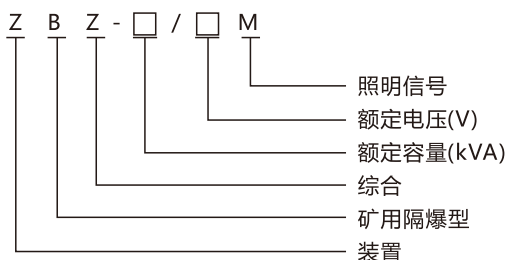 Z B Z - □ / □ M
照明信号
额定电压(V)
额定容量(kVA)
综合
矿用隔爆型
装置